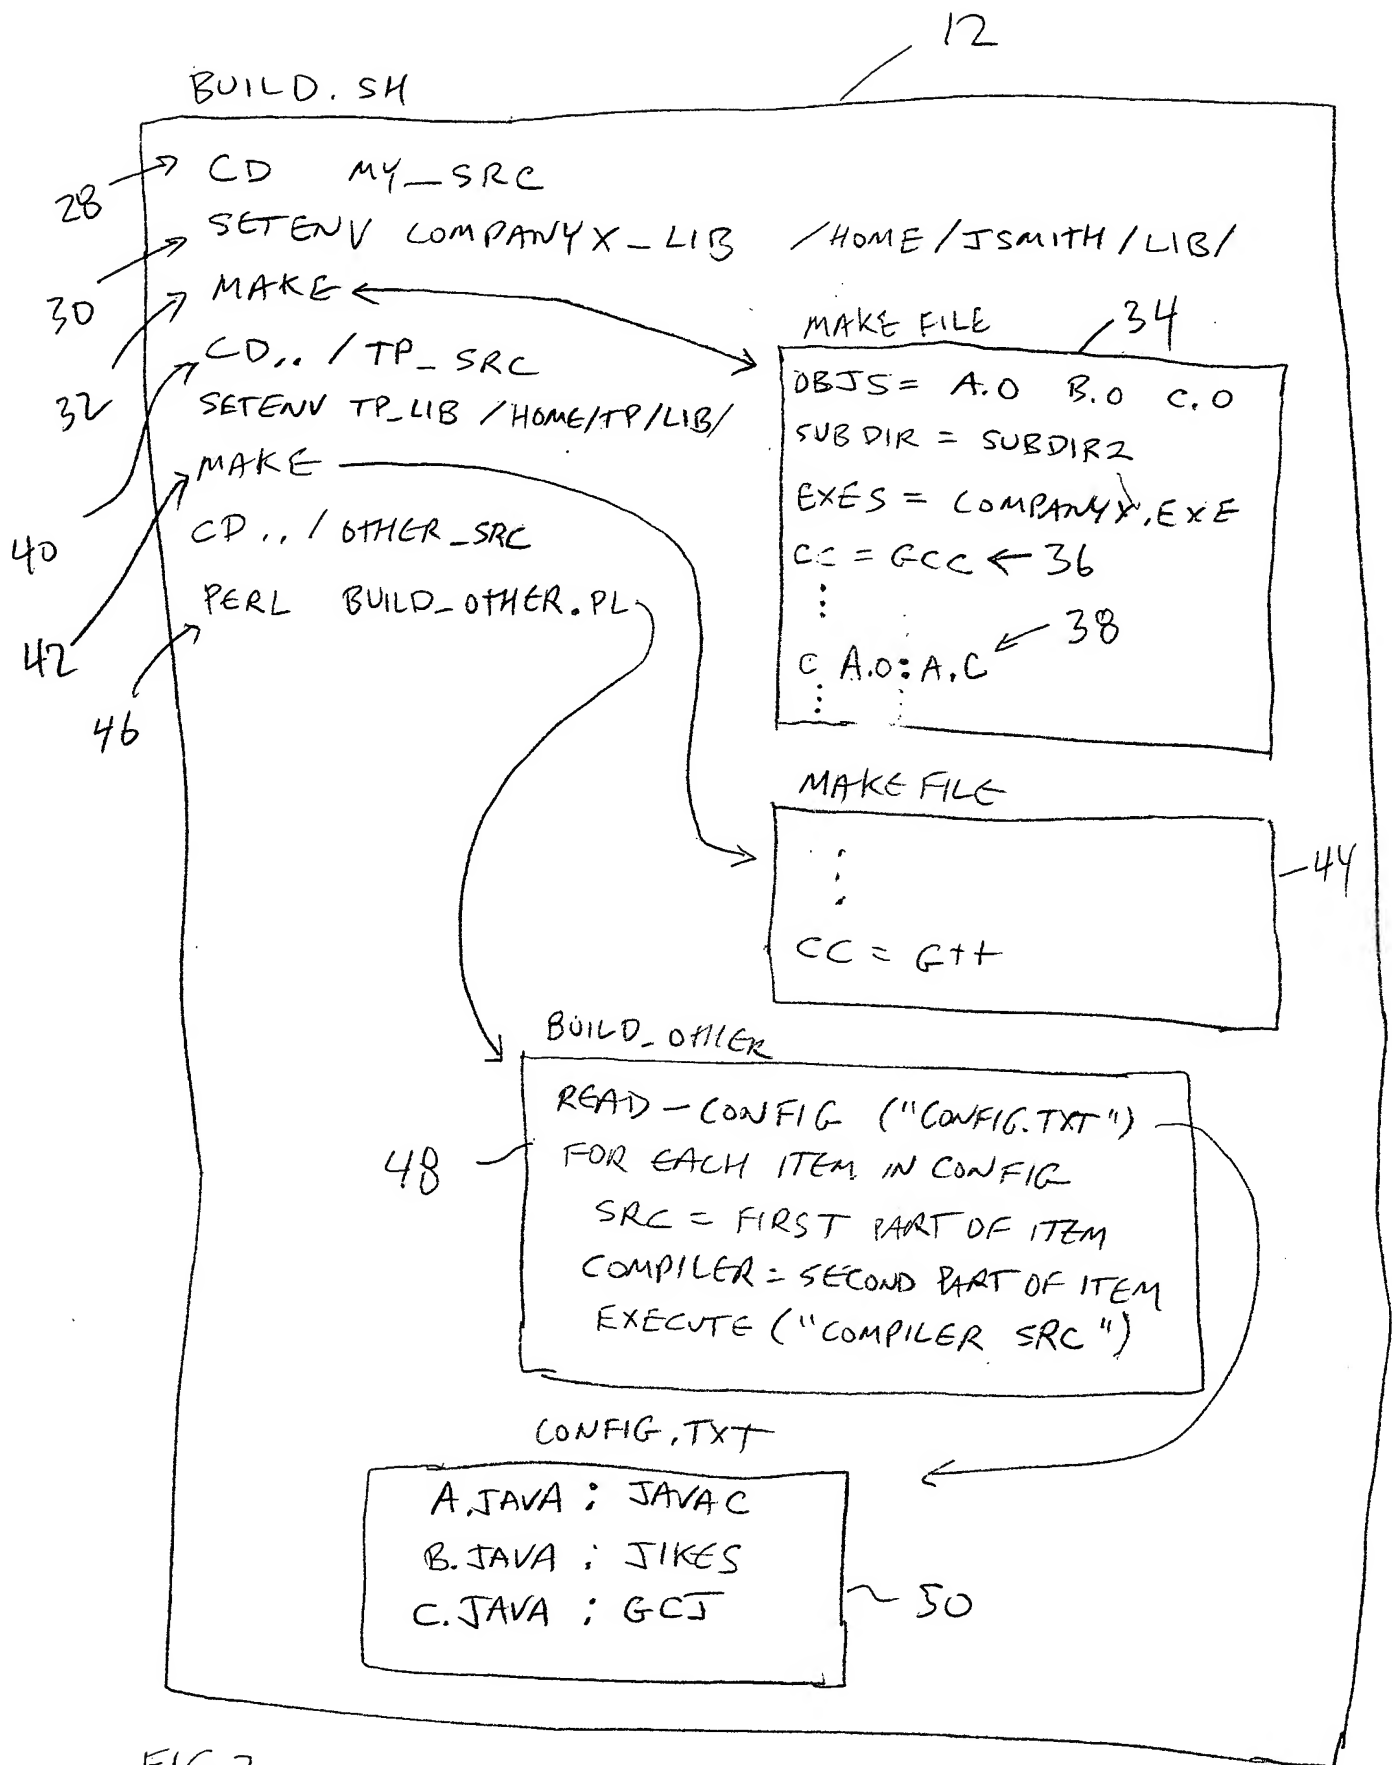 12
BUILD.SH
28
CD MY_SRC
30
SETENV COMPANYX_LIB /HOME/JSMITH/LIB/
32
MAKE
40
CD../TP_SRC
SETENV TP_LIB /HOME/TP/LIB/
42
MAKE
CD../OTHER_SRC
46
PERL BUILD_OTHER.PL
MAKE FILE
34
OBJS= A.O B.O C.O
SUBDIR = SUBDIR2
EXES = COMPANYX.EXE
CC = GCC 36
38
C A.O:A.C
MAKE FILE
44
CC = G++
BUILD_OTHER
48
READ-CONFIG ("CONFIG.TXT")
FOR EACH ITEM IN CONFIG
SRC = FIRST PART OF ITEM
COMPILER = SECOND PART OF ITEM
EXECUTE ("COMPILER SRC")
CONFIG.TXT
A.JAVA ; JAVAC
B.JAVA ; JIKES
C.JAVA ; GCJ
50